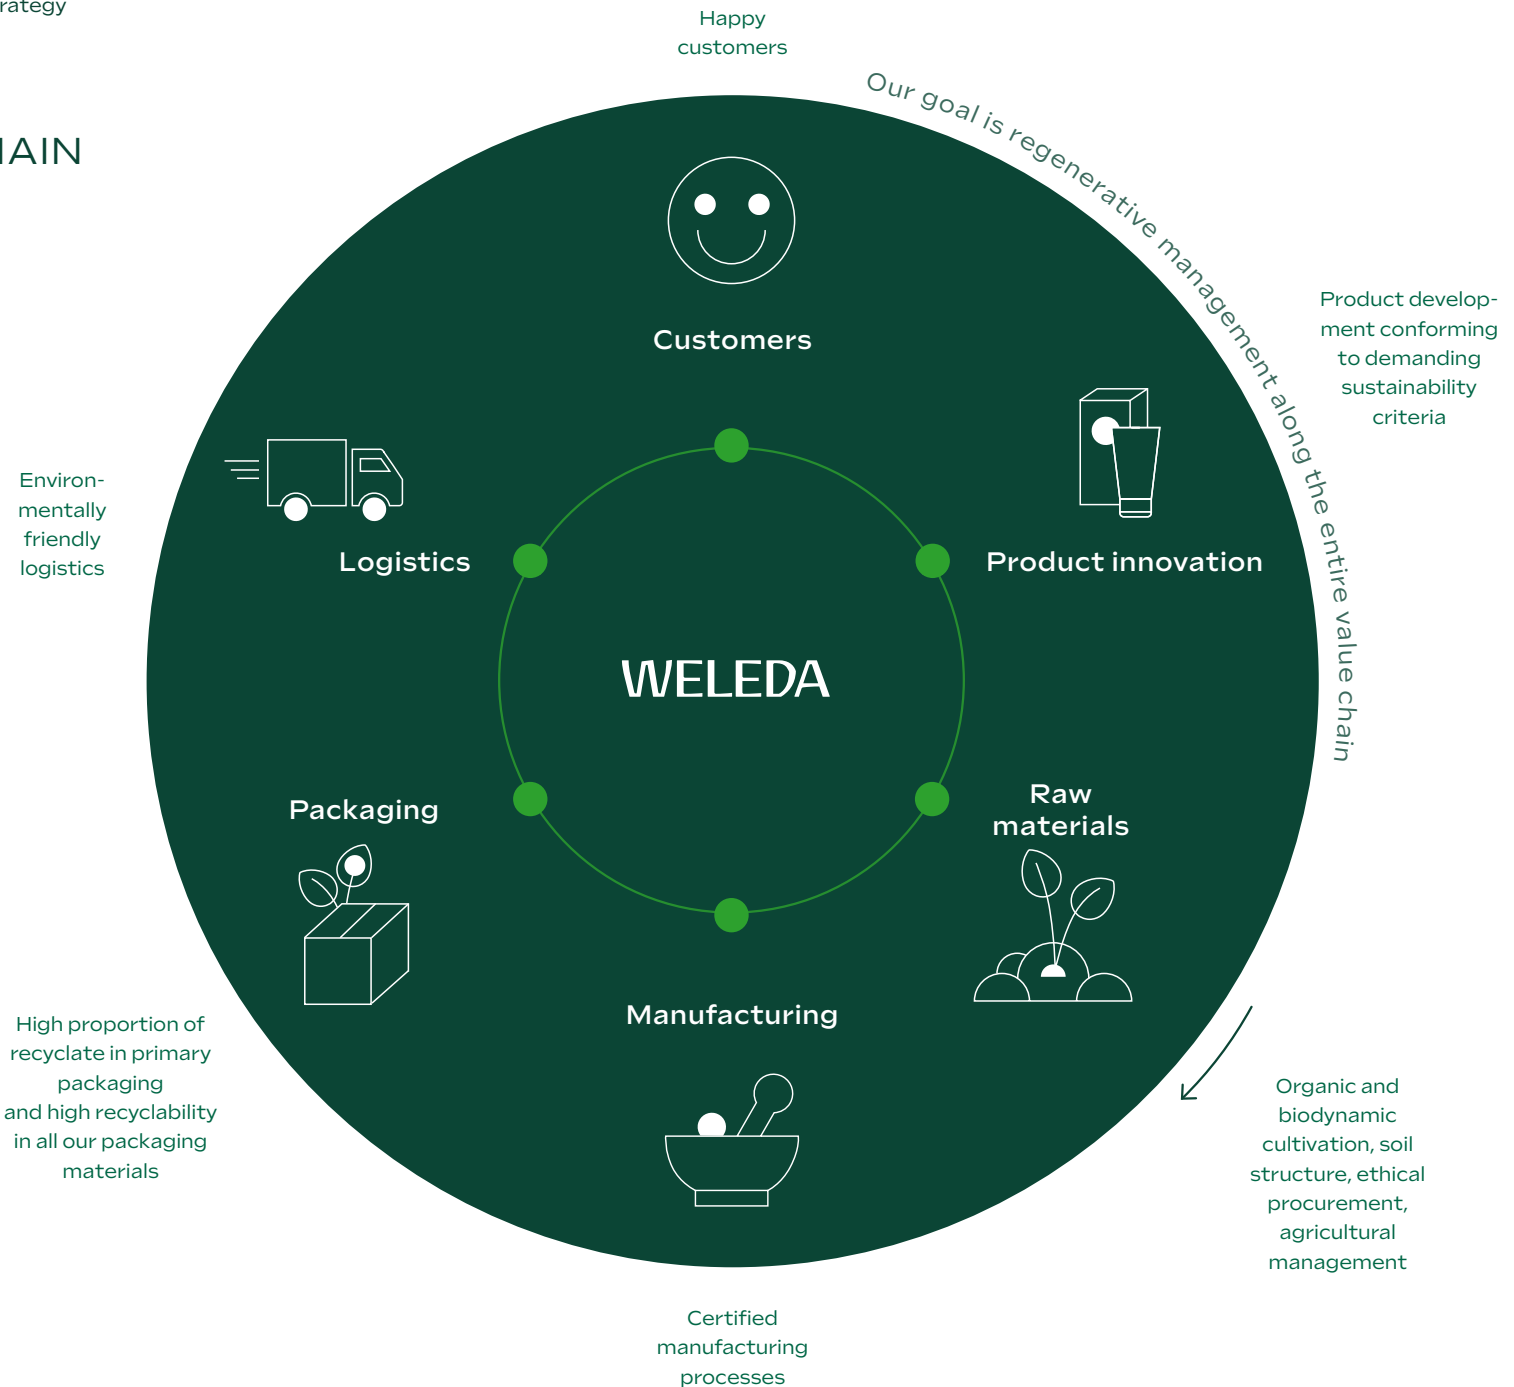 rategy
HAIN
Happy
customers
Our goal is regenerative management along the entire value chain
Customers
Product develop-
ment conforming
to demanding
sustainability
criteria
Product innovation
Raw
materials
Organic and
biodynamic
cultivation, soil
structure, ethical
procurement,
agricultural
management
Manufacturing
Certified
manufacturing
processes
Packaging
High proportion of
recyclate in primary
packaging
and high recyclability
in all our packaging
materials
Logistics
Environ-
mentally
friendly
logistics
WELEDA